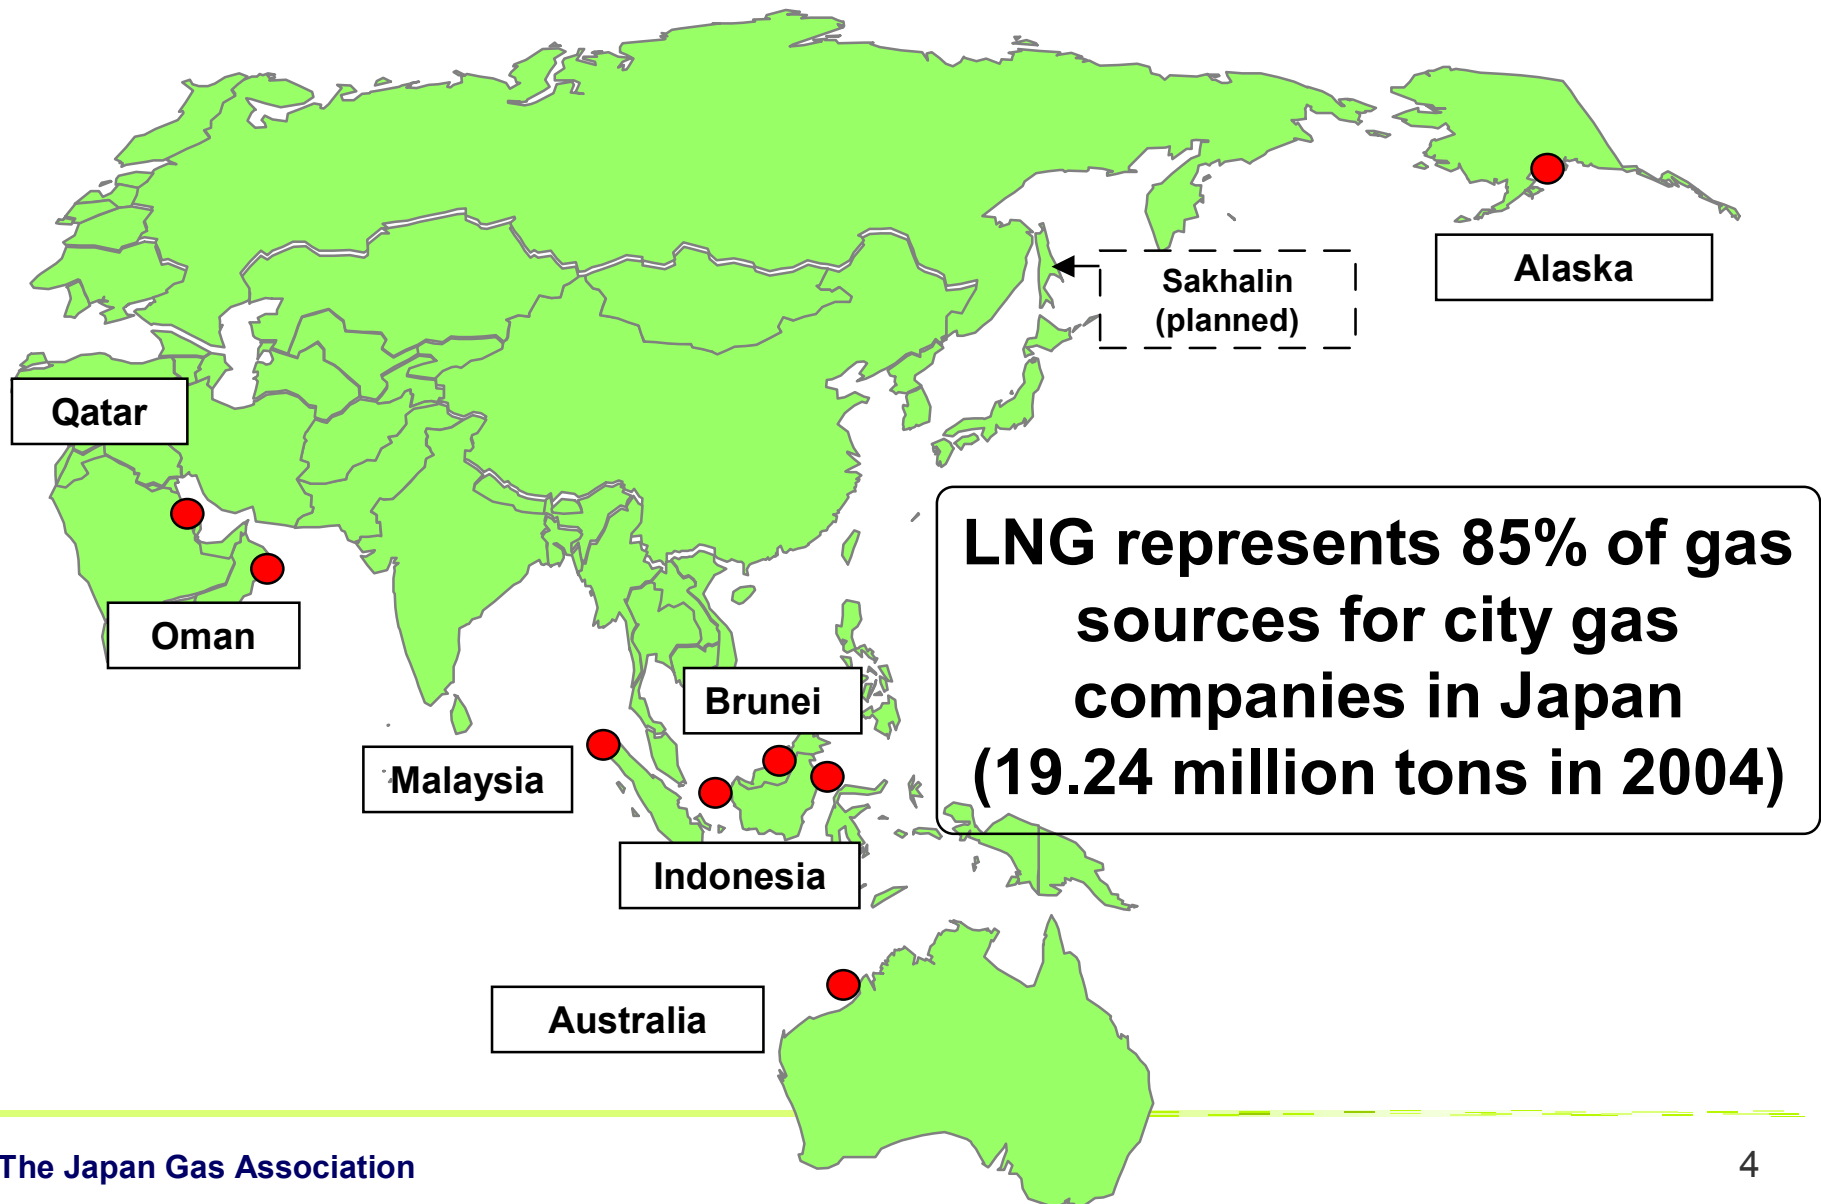 Alaska
Sakhalin
(planned)
Qatar
LNG represents 85% of gas
sources for city gas
companies in Japan
(19.24 million tons in 2004)
Oman
Brunei
Malaysia
Indonesia
Australia
The Japan Gas Association
4